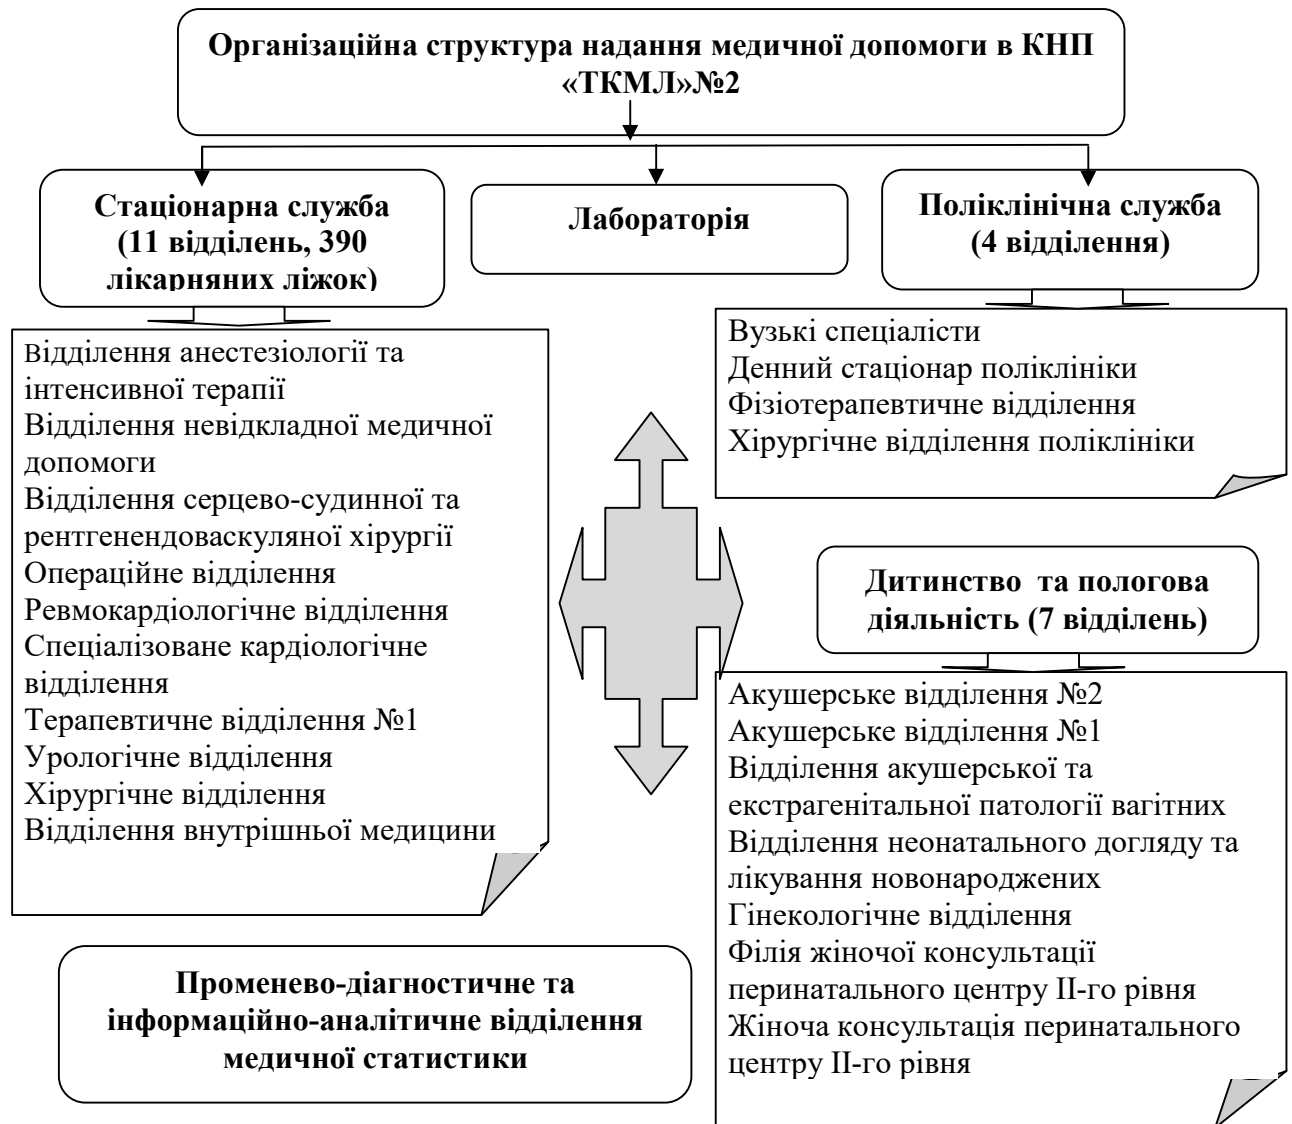 Організаційна структура надання медичної допомоги в КНП
«ТКМЛ»№2
Стаціонарна служба
(11 відділень, 390
лікарняних ліжок)
Лабораторія
Поліклінічна служба
(4 відділення)
Відділення анестезіології та
інтенсивної терапії
Відділення невідкладної медичної
допомоги
Відділення серцево-судинної та
рентгенендоваскуляної хірургії
Операційне відділення
Ревмокардіологічне відділення
Спеціалізоване кардіологічне
відділення
Терапевтичне відділення №1
Урологічне відділення
Хірургічне відділення
Відділення внутрішньої медицини
Вузькі спеціалісти
Денний стаціонар поліклініки
Фізіотерапевтичне відділення
Хірургічне відділення поліклініки
Дитинство та пологова
діяльність (7 відділень)
Акушерське відділення №2
Акушерське відділення №1
Відділення акушерської та
екстрагенітальної патології вагітних
Відділення неонатального догляду та
лікування новонароджених
Гінекологічне відділення
Філія жіночої консультації
перинатального центру ІІ-го рівня
Жіноча консультація перинатального
центру ІІ-го рівня
Променево-діагностичне та
інформаційно-аналітичне відділення
медичної статистики